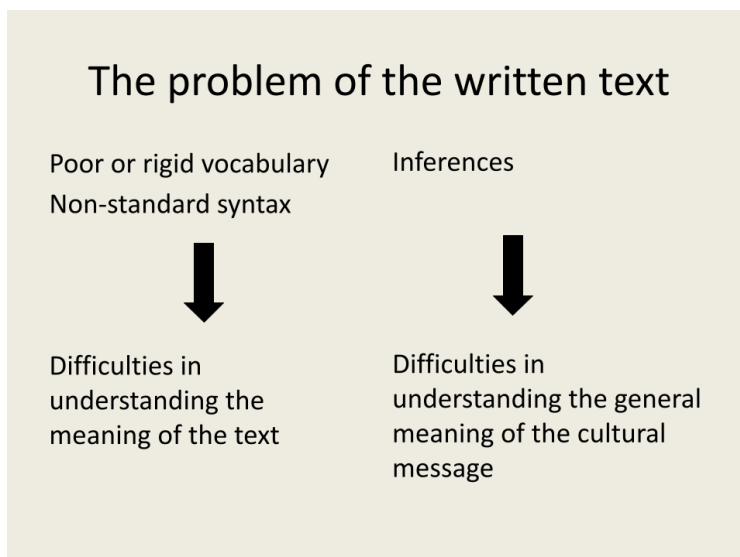 The problem of the written text
Poor or rigid vocabulary
Non-standard syntax
Difficulties in
understanding the
meaning of the text
Inferences
Difficulties in
understanding the general
meaning of the cultural
message